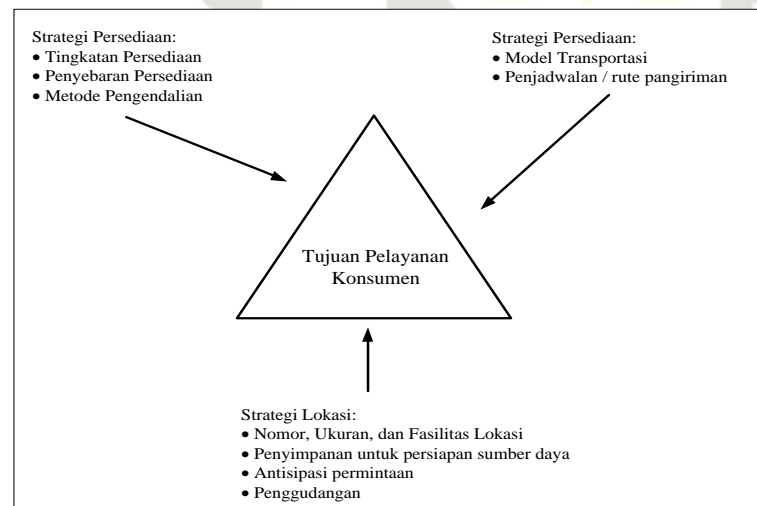 Strategi Persediaan:
• Tingkatan Persediaan
• Penyebaran Persediaan
• Metode Pengendalian
Strategi Persediaan:
• Model Transportasi
• Penjadwalan / rute pangiriman
Tujuan Pelayanan
Konsumen
Strategi Lokasi:
• Nomor, Ukuran, dan Fasilitas Lokasi
• Penyimpanan untuk persiapan sumber daya
• Antisipasi permintaan
• Penggudangan